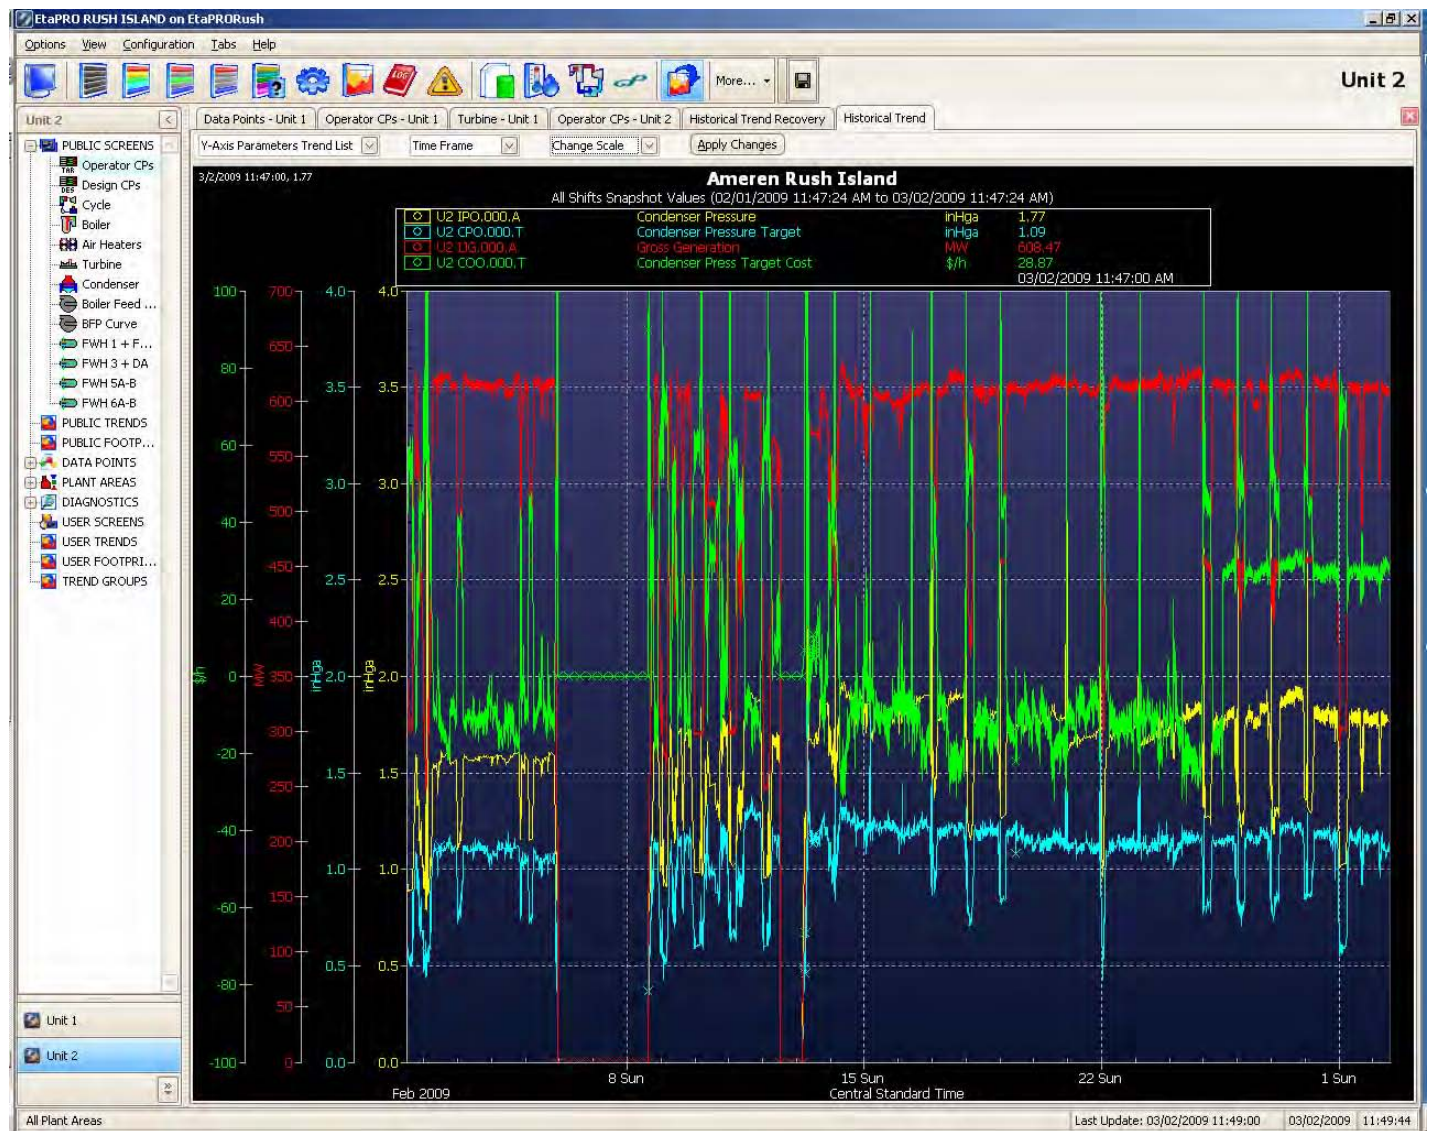 EtaPRO RUSH ISLAND on EtaPRORush
Options View Configuration Tabs Help
LOG
More...
Unit 2
Unit 2
Data Points - Unit 1
Operator CPs - Unit 1
Turbine - Unit 1
Operator CPs - Unit 2
Historical Trend Recovery
Historical Trend
Y-Axis Parameters Trend List
Time Frame
Change Scale
Apply Changes
PUBLIC SCREENS
TAR
Operator CPs
DES
Design CPs
Cycle
Boiler
Air Heaters
Turbine
Condenser
Boiler Feed ...
BFP Curve
FWH 1 + F...
FWH 3 + DA
FWH 5A-B
FWH 6A-B
PUBLIC TRENDS
PUBLIC FOOTP...
DATA POINTS
PLANT AREAS
DIAGNOSTICS
USER SCREENS
USER TRENDS
USER FOOTPRI...
TREND GROUPS
Unit 1
Unit 2
3/2/2009 11:47:00, 1.77
Ameren Rush Island
All Shifts Snapshot Values (02/01/2009 11:47:24 AM to 03/02/2009 11:47:24 AM)
U2 IPO.000.A Condenser Pressure inHga 1.77
U2 CPO.000.T Condenser Pressure Target inHga 1.09
U2 IJG.000.A Gross Generation MW 608.47
U2 COO.000.T Condenser Press Target Cost $/h 28.87
03/02/2009 11:47:00 AM
100 700 4.0 4.0
650
80 3.5 3.5
600
60 550
3.0 3.0
500
40
450
2.5 2.5
20
400
$/h 0 MW 350 inHga 2.0 inHga 2.0
300
-20
1.5 1.5
250
-40 200
1.0 1.0
150
-60
100
0.5 0.5
-80
50
-100 0 0.0 0.0
8 Sun 15 Sun 22 Sun 1 Sun
Feb 2009 Central Standard Time
All Plant Areas
Last Update: 03/02/2009 11:49:00
03/02/2009
11:49:44